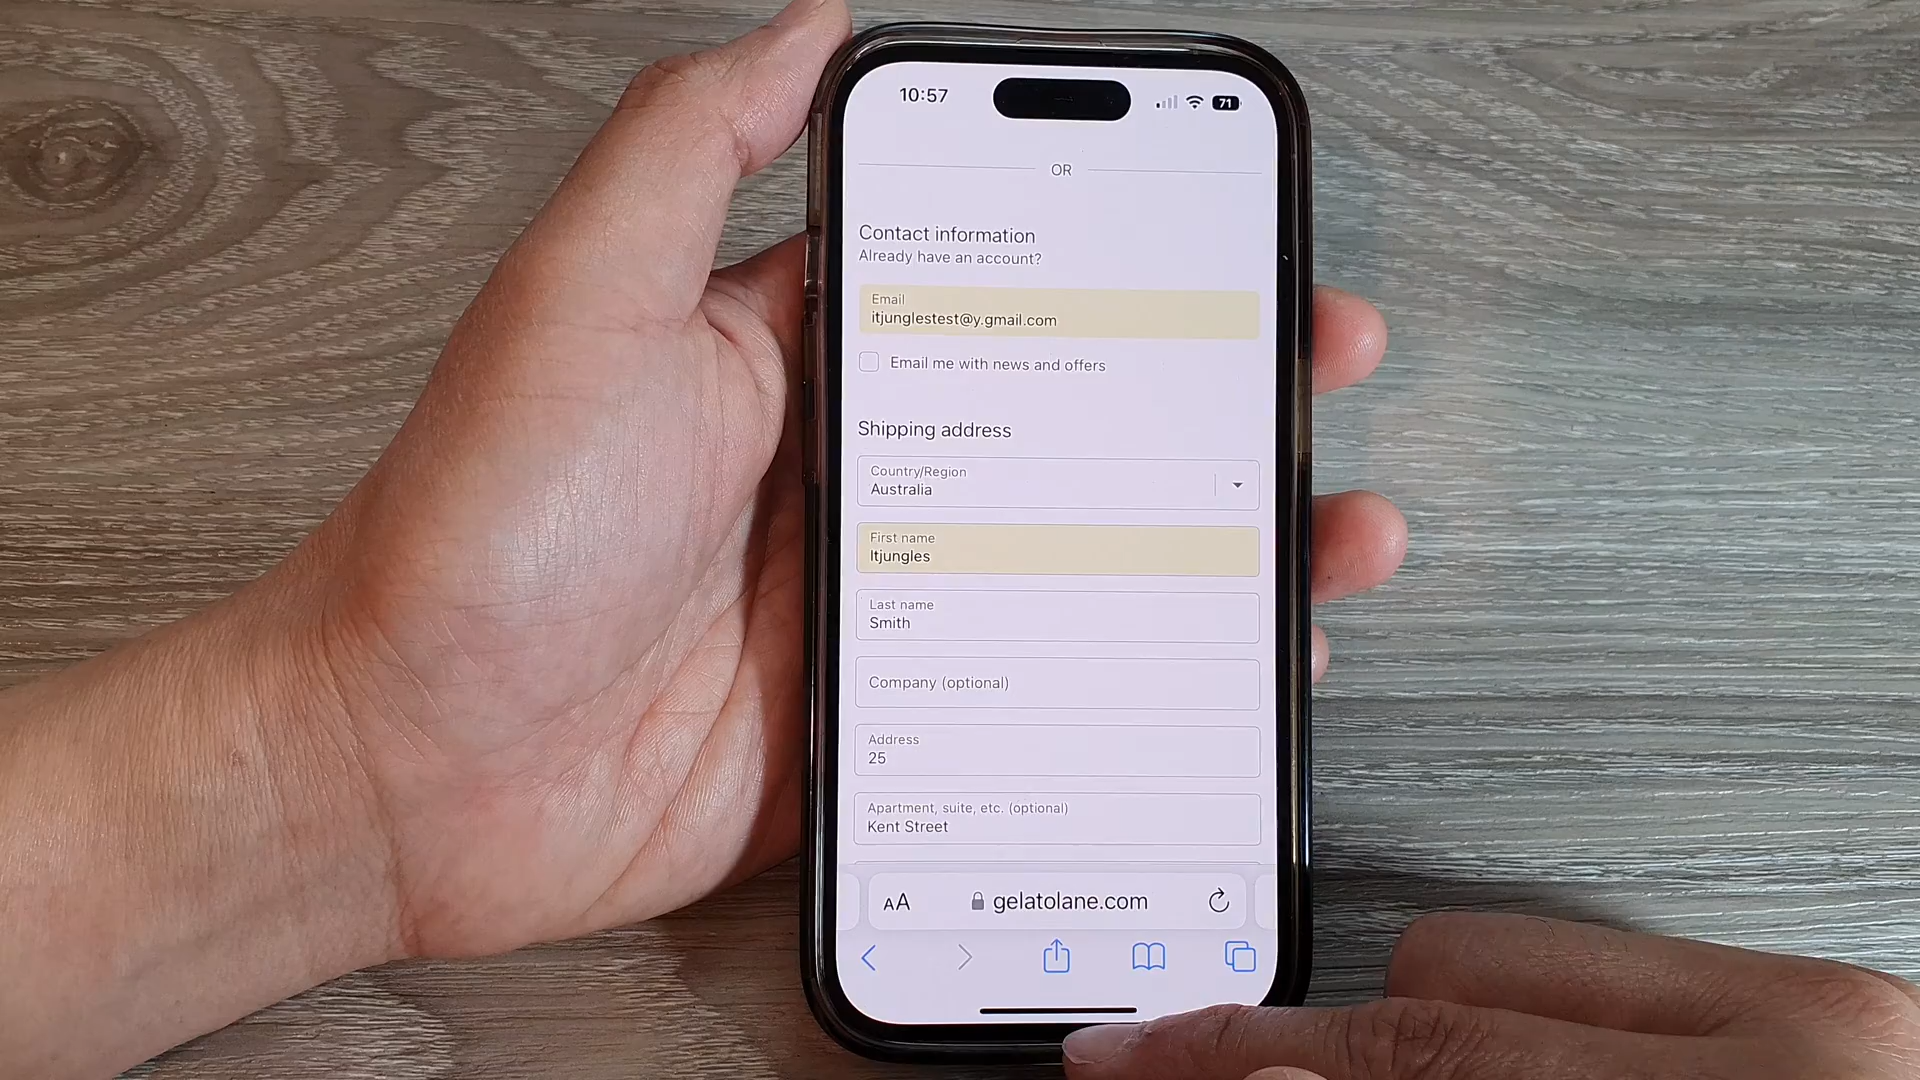 10:57
71
OR
Contact information
Already have an account?
Email
itjunglestest@y.gmail.com
Email me with news and offers
Shipping address
Country/Region
Australia
First name
Itjungles
Last name
Smith
Company (optional)
Address
25
Apartment, suite, etc. (optional)
Kent Street
AA
gelatolane.com